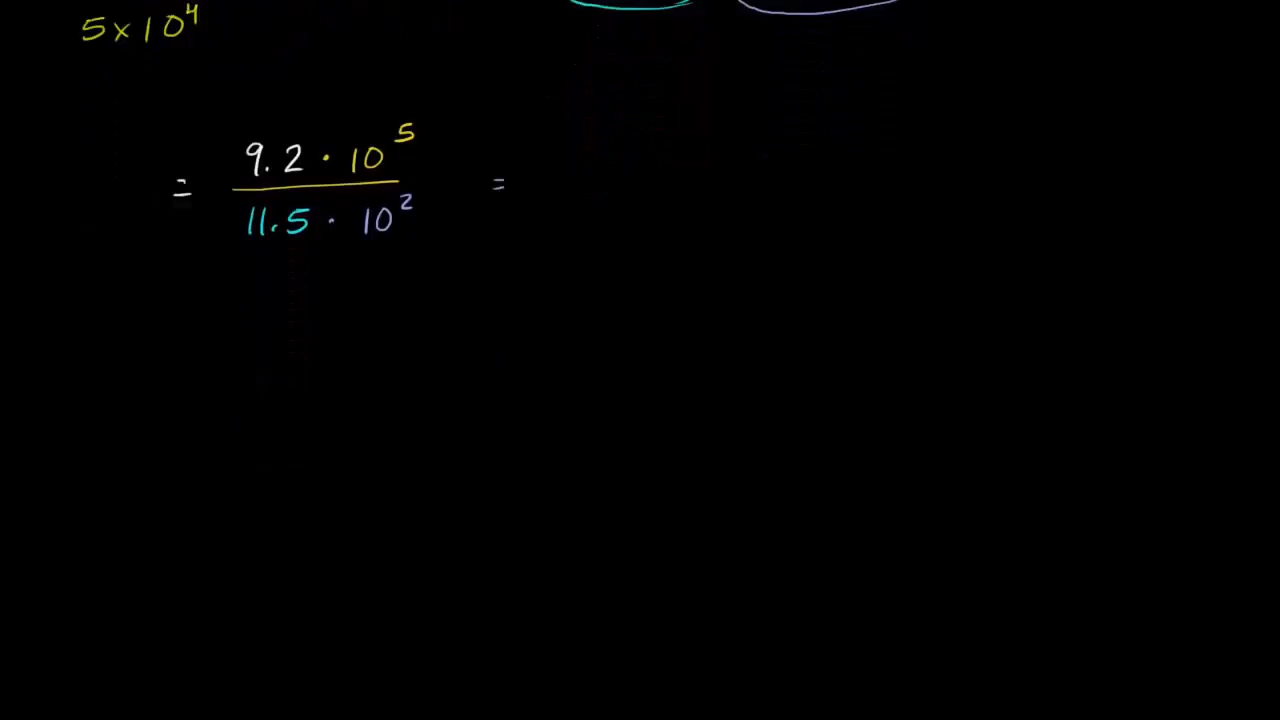 5 x 10⁴
= 9.2 · 10⁵ =
11.5 · 10²